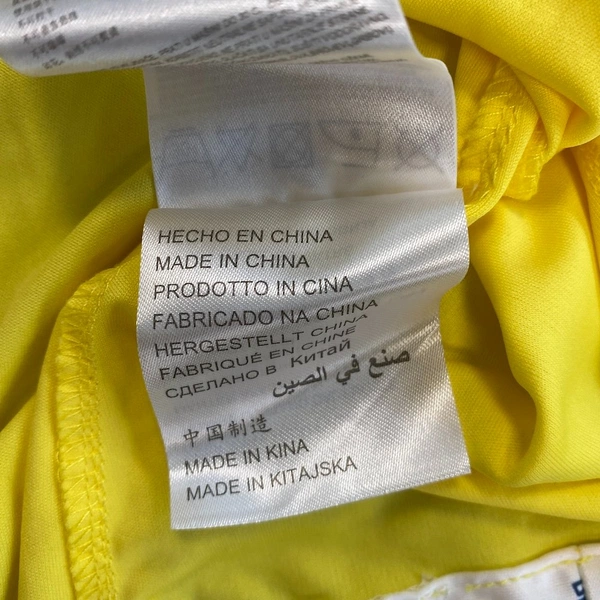 HECHO EN CHINA
MADE IN CHINA
PRODOTTO IN CINA
FABRICADO NA CHINA
HERGESTELLT CHINA
FABRIQUÉ EN CHINE
СДЕЛАНО В Китай
صنع في الصين
中国制造
MADE IN KINA
MADE IN KITAJSKA